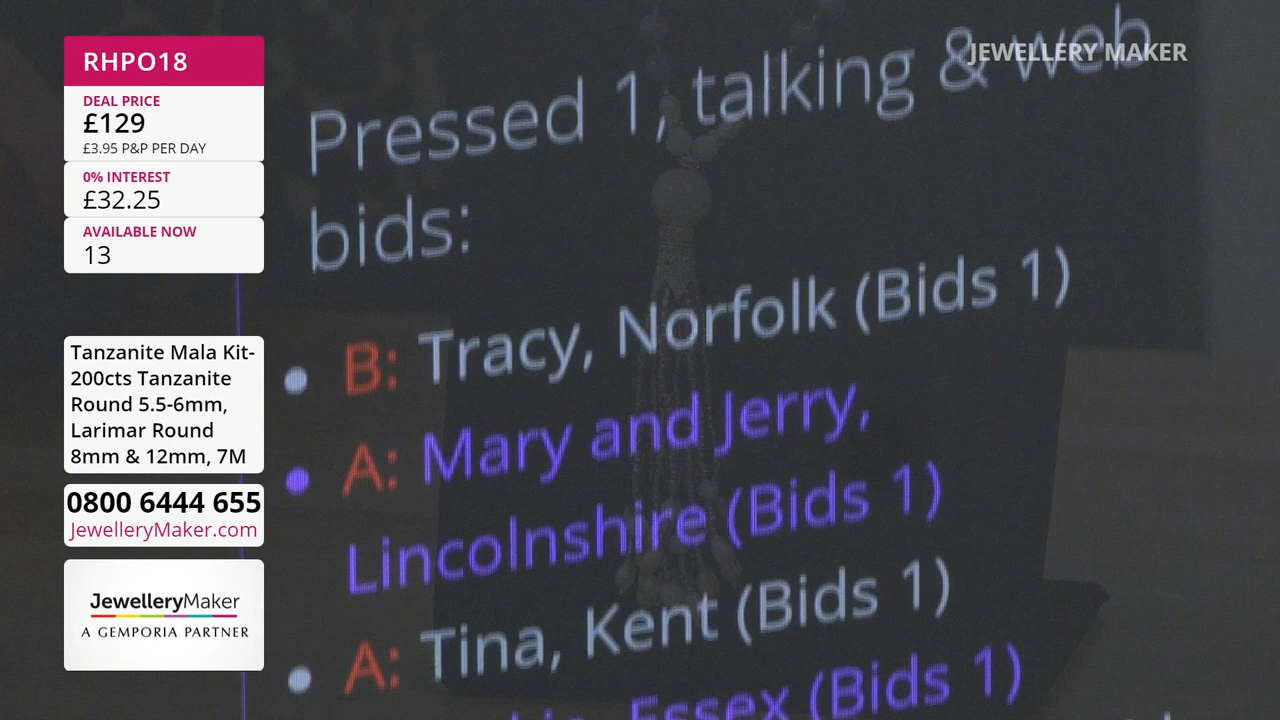 RHPO18
DEAL PRICE
£129
£3.95 P&P PER DAY
0% INTEREST
£32.25
AVAILABLE NOW
13
Tanzanite Mala Kit-
200cts Tanzanite
Round 5.5-6mm,
Larimar Round
8mm & 12mm, 7M
0800 6444 655
JewelleryMaker.com
JewelleryMaker
A GEMPORIA PARTNER
JEWELLERY MAKER
Pressed 1, talking & web
bids:
• B: Tracy, Norfolk (Bids 1)
• A: Mary and Jerry,
Lincolnshire (Bids 1)
• A: Tina, Kent (Bids 1)
Essex (Bids 1)